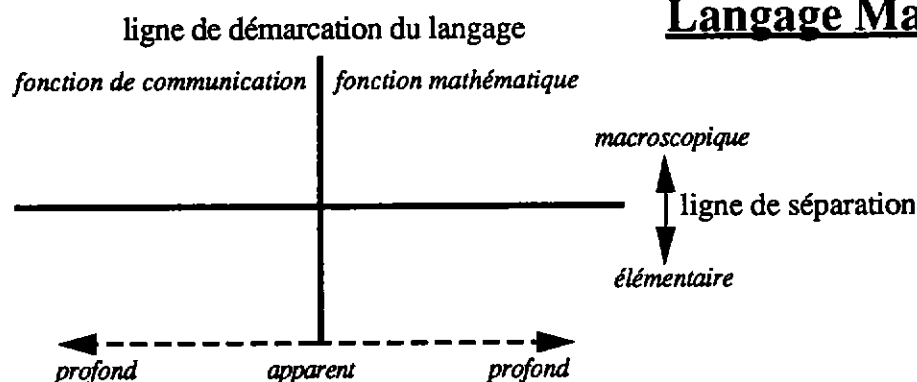 Langage Ma
ligne de démarcation du langage
fonction de communication fonction mathématique
macroscopique
ligne de séparation
élémentaire
profond apparent profond